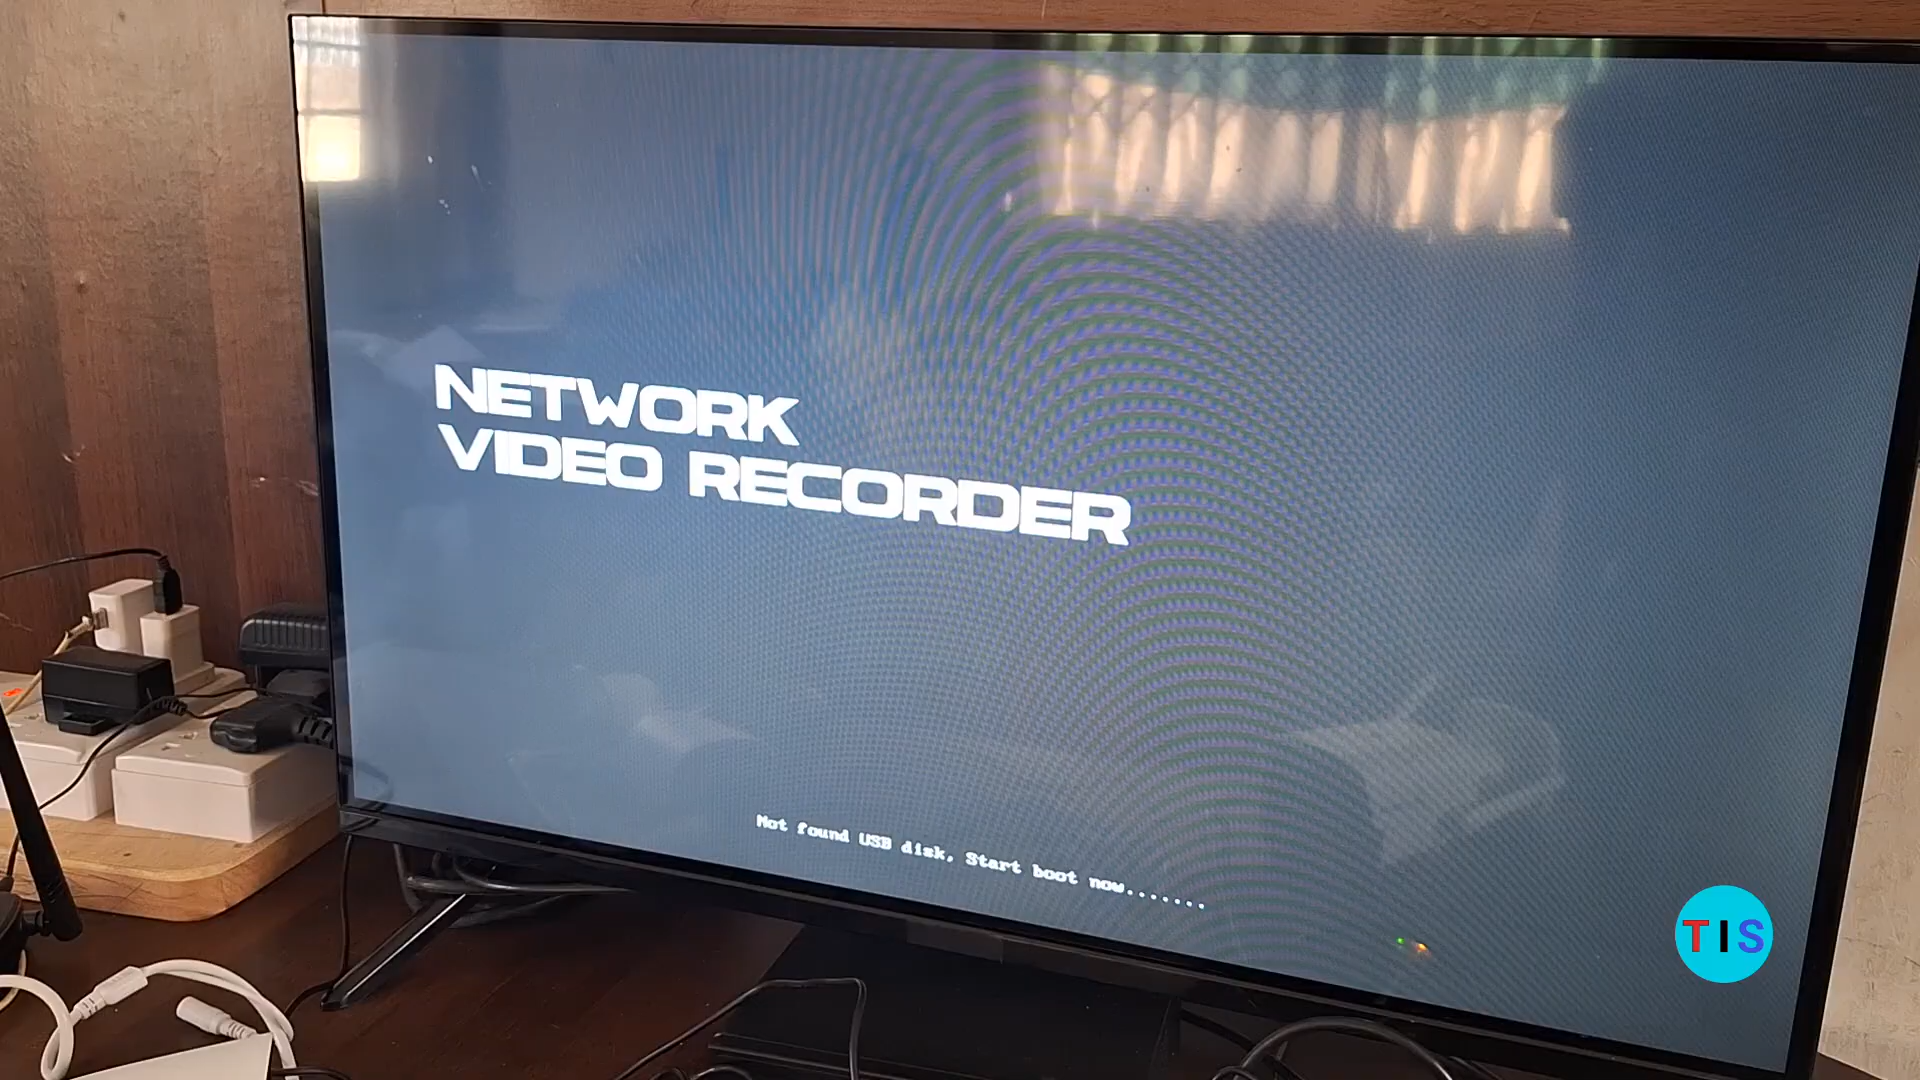 NETWORK
VIDEO RECORDER
Not found USB disk, Start boot now.......
TIS